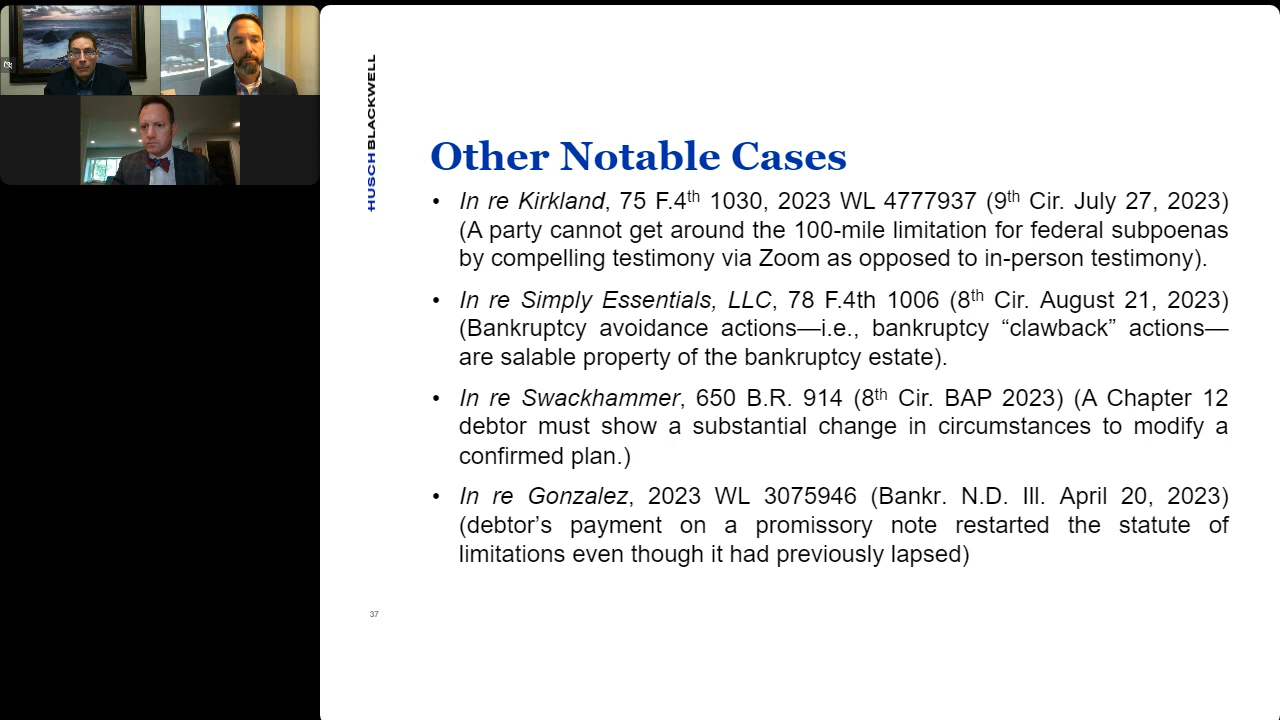 HUSCHBLACKWELL
Other Notable Cases
• In re Kirkland, 75 F.4th 1030, 2023 WL 4777937 (9th Cir. July 27, 2023)
(A party cannot get around the 100-mile limitation for federal subpoenas
by compelling testimony via Zoom as opposed to in-person testimony).
• In re Simply Essentials, LLC, 78 F.4th 1006 (8th Cir. August 21, 2023)
(Bankruptcy avoidance actions—i.e., bankruptcy “clawback” actions—
are salable property of the bankruptcy estate).
• In re Swackhammer, 650 B.R. 914 (8th Cir. BAP 2023) (A Chapter 12
debtor must show a substantial change in circumstances to modify a
confirmed plan.)
• In re Gonzalez, 2023 WL 3075946 (Bankr. N.D. Ill. April 20, 2023)
(debtor’s payment on a promissory note restarted the statute of
limitations even though it had previously lapsed)
37